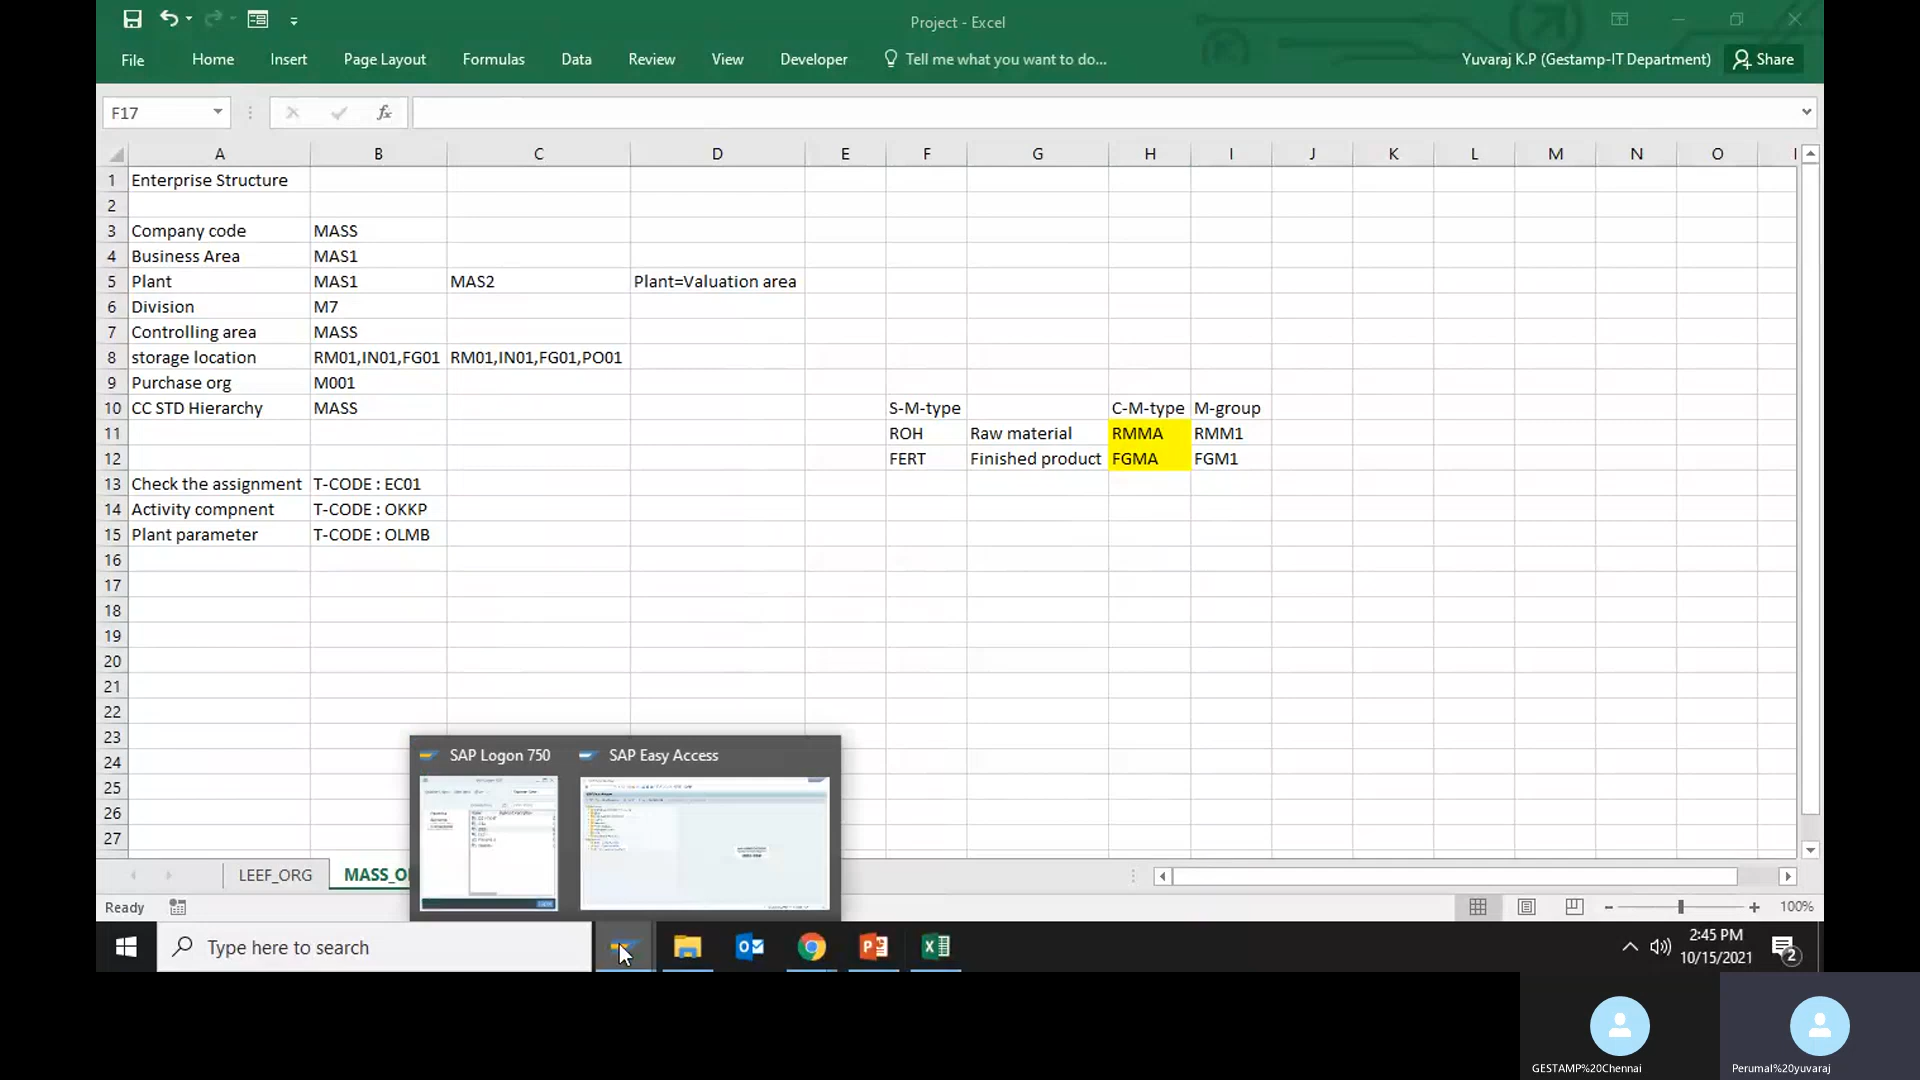 Project - Excel
File Home Insert Page Layout Formulas Data Review View Developer Tell me what you want to do... Yuvaraj K.P (Gestamp-IT Department) Share
F17 fx
A B C D E F G H I J K L M N O
1 Enterprise Structure
2
3 Company code MASS
4 Business Area MAS1
5 Plant MAS1 MAS2 Plant=Valuation area
6 Division M7
7 Controlling area MASS
8 storage location RM01,IN01,FG01 RM01,IN01,FG01,PO01
9 Purchase org M001
10 CC STD Hierarchy MASS S-M-type C-M-type M-group
11 ROH Raw material RMMA RMM1
12 FERT Finished product FGMA FGM1
13 Check the assignment T-CODE : EC01
14 Activity compnent T-CODE : OKKP
15 Plant parameter T-CODE : OLMB
16
17
18
19
20
21
22
23
24
25
26
27
SAP Logon 750 SAP Easy Access
LEEF_ORG MASS_O
Ready 100%
Type here to search
2:45 PM
10/15/2021
2
GESTAMP%20Chennai Perumal%20yuvaraj